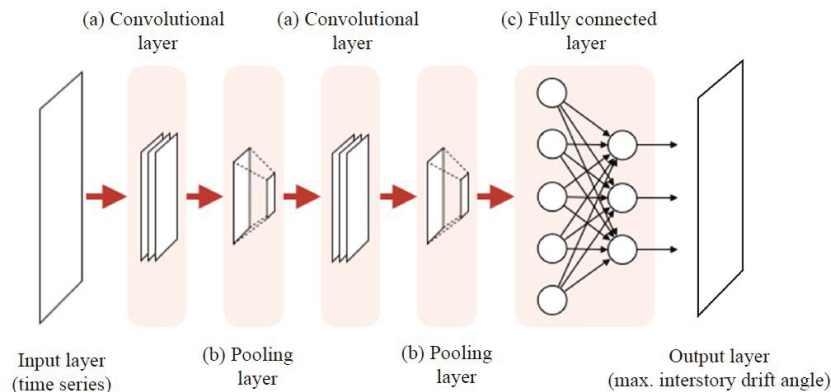 (a) Convolutional
layer
(a) Convolutional
layer
(c) Fully connected
layer
Input layer
(time series)
(b) Pooling
layer
(b) Pooling
layer
Output layer
(max. interstory drift angle)